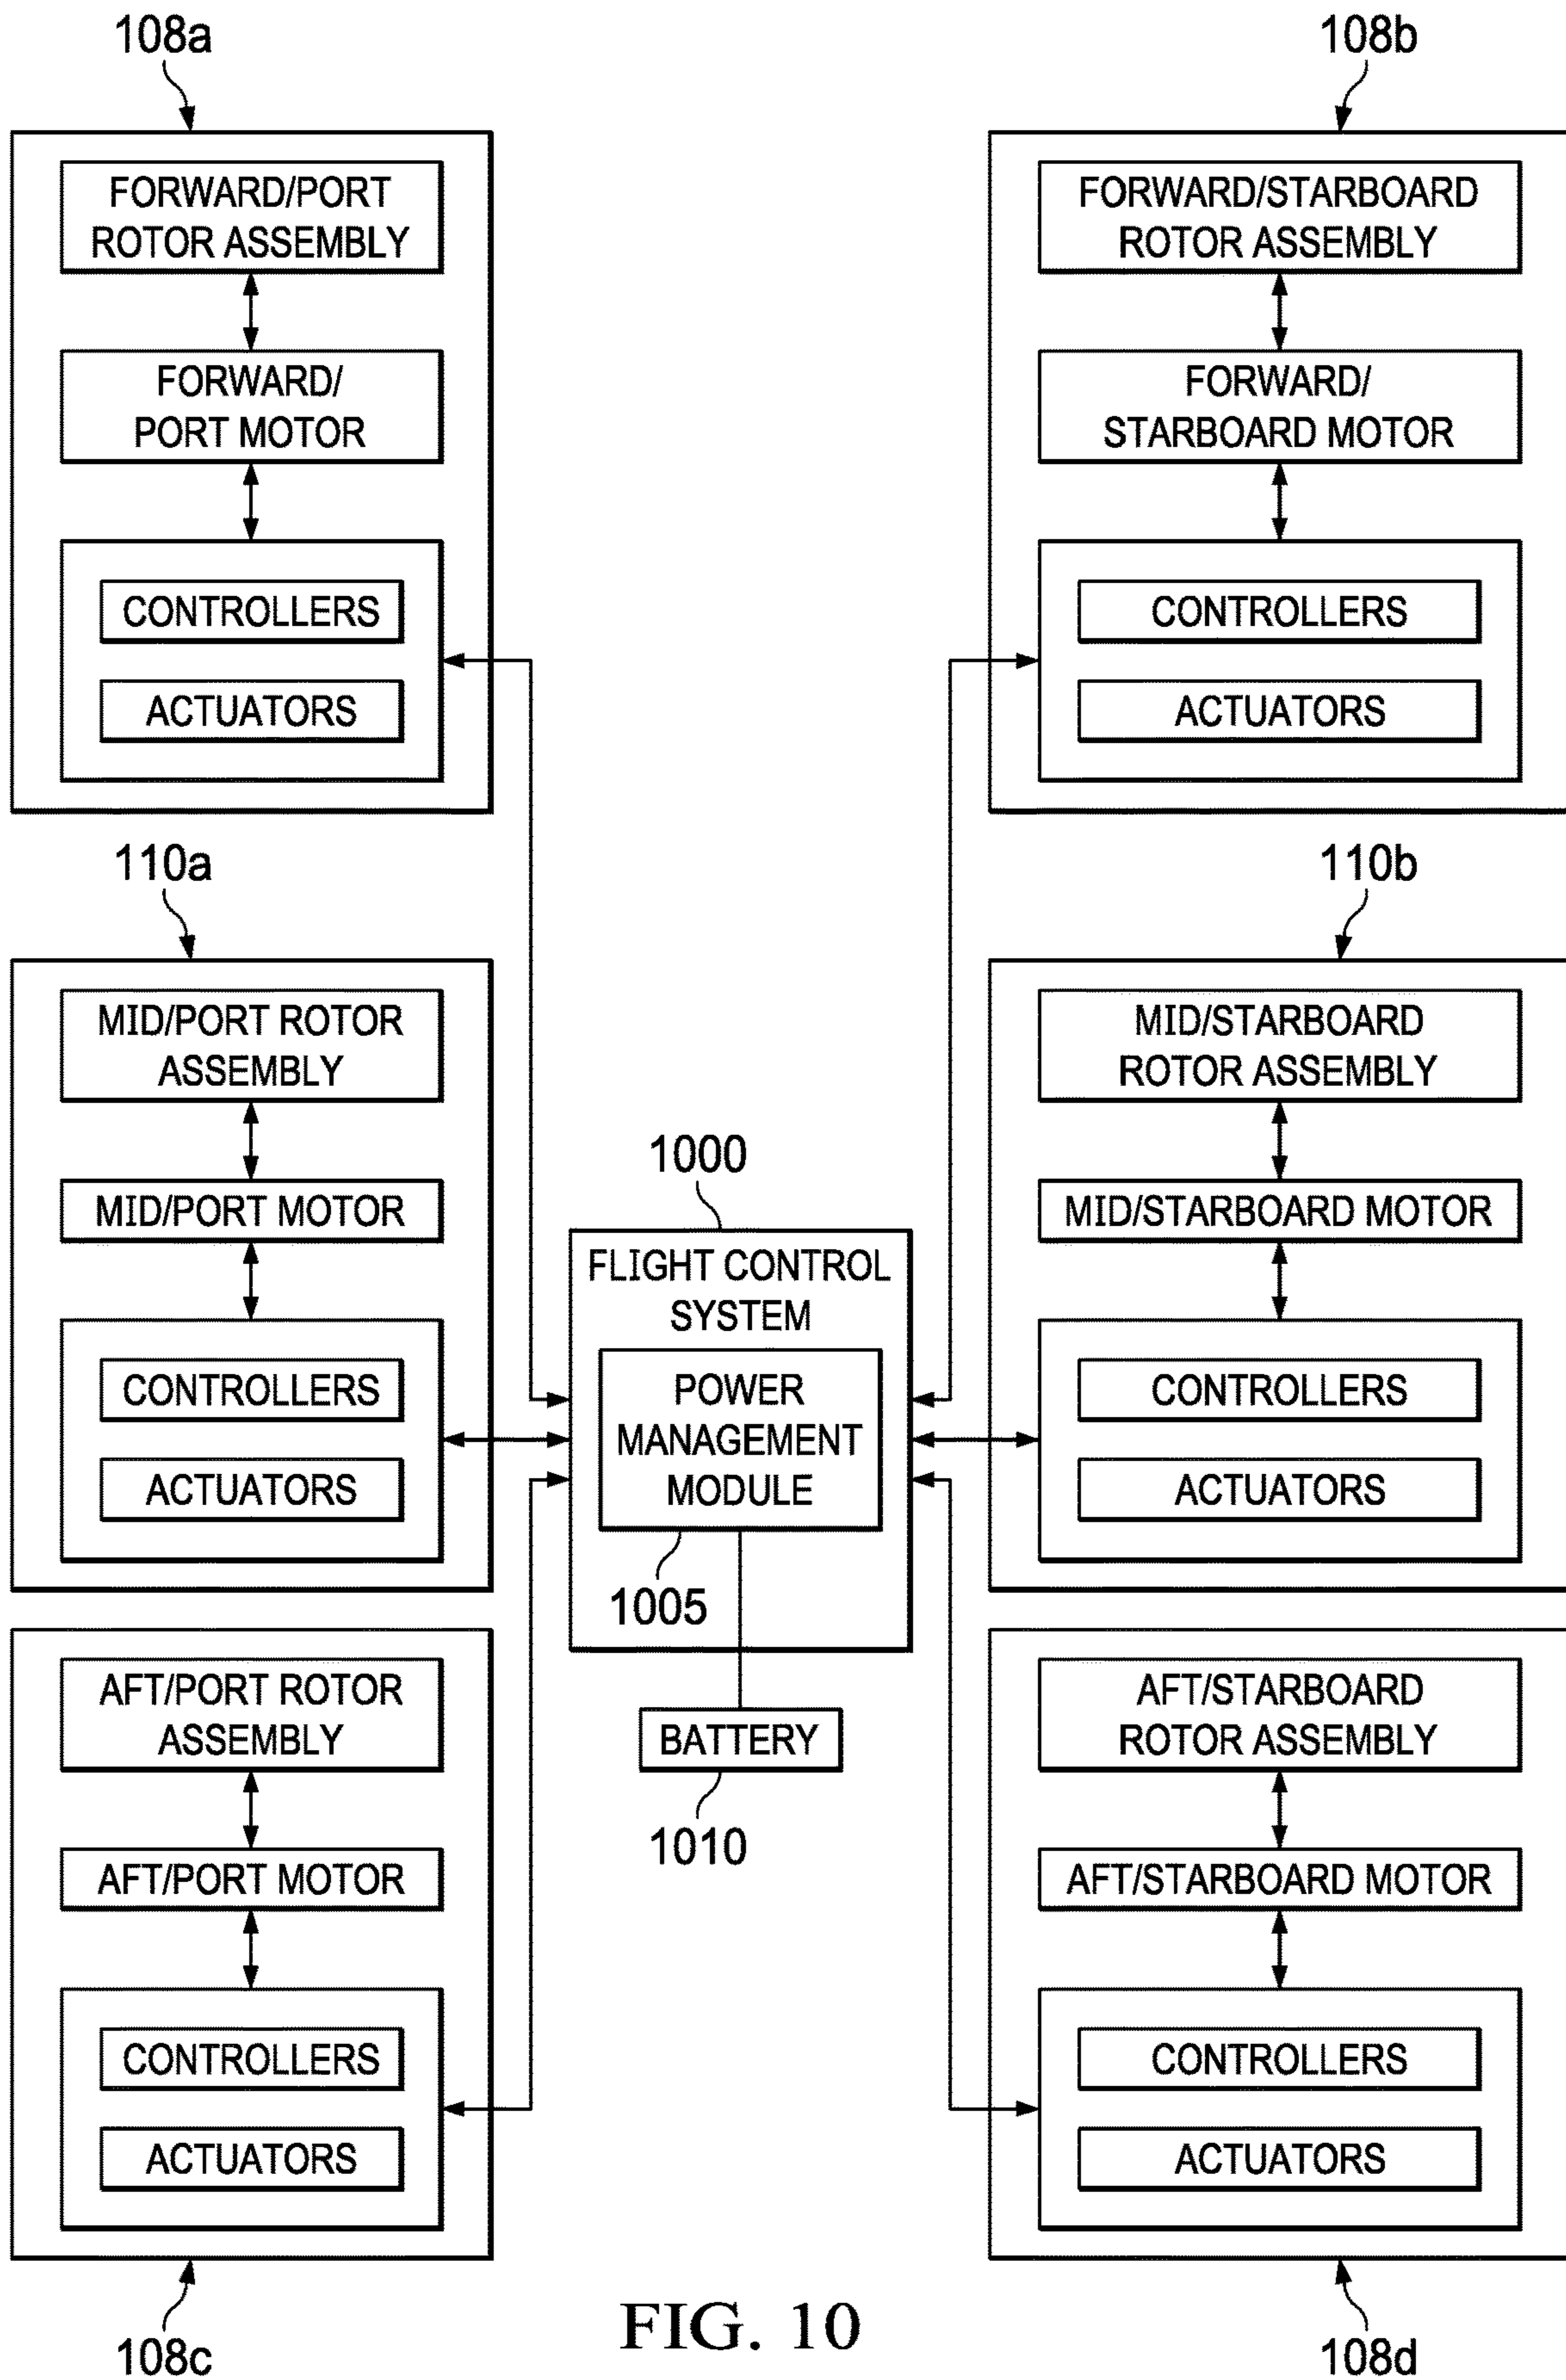 108a
FORWARD/PORT
ROTOR ASSEMBLY
FORWARD/
PORT MOTOR
CONTROLLERS
ACTUATORS
108b
FORWARD/STARBOARD
ROTOR ASSEMBLY
FORWARD/
STARBOARD MOTOR
CONTROLLERS
ACTUATORS
110a
MID/PORT ROTOR
ASSEMBLY
MID/PORT MOTOR
CONTROLLERS
ACTUATORS
1000
FLIGHT CONTROL
SYSTEM
POWER
MANAGEMENT
MODULE
1005
BATTERY
1010
110b
MID/STARBOARD
ROTOR ASSEMBLY
MID/STARBOARD MOTOR
CONTROLLERS
ACTUATORS
AFT/PORT ROTOR
ASSEMBLY
AFT/PORT MOTOR
CONTROLLERS
ACTUATORS
108c
AFT/STARBOARD
ROTOR ASSEMBLY
AFT/STARBOARD MOTOR
CONTROLLERS
ACTUATORS
108d
FIG. 10